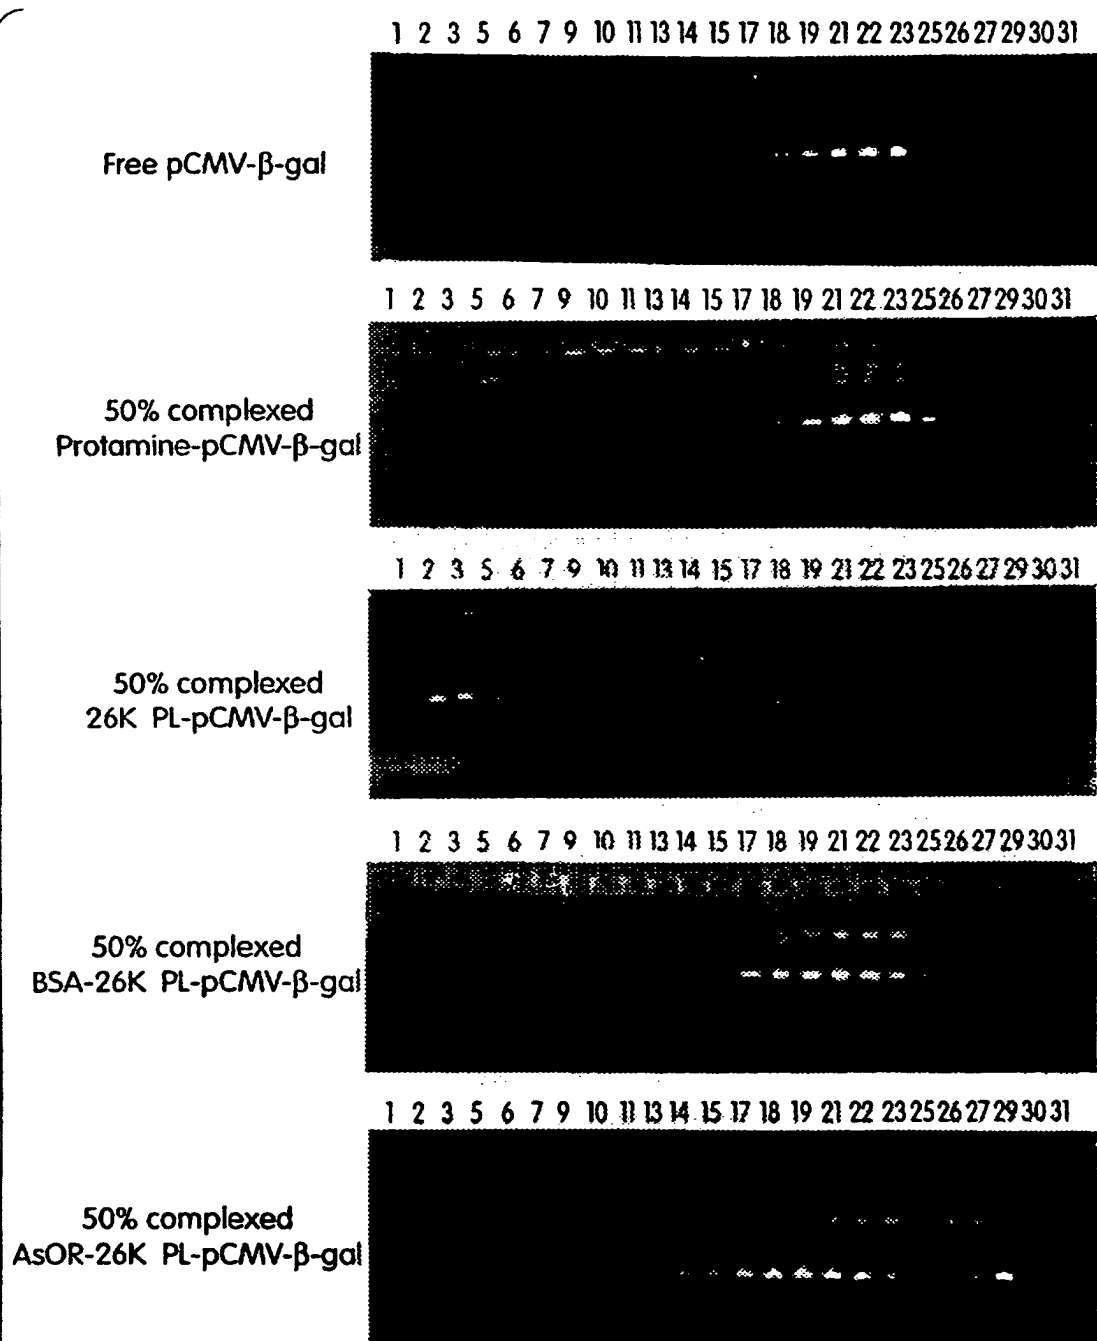 1 2 3 5 6 7 9 10 11 13 14 15 17 18 19 21 22 23 25 26 27 29 30 31
Free pCMV-β-gal
1 2 3 5 6 7 9 10 11 13 14 15 17 18 19 21 22 23 25 26 27 29 30 31
50% complexed
Protamine-pCMV-β-gal
1 2 3 5 6 7 9 10 11 13 14 15 17 18 19 21 22 23 25 26 27 29 30 31
50% complexed
26K PL-pCMV-β-gal
1 2 3 5 6 7 9 10 11 13 14 15 17 18 19 21 22 23 25 26 27 29 30 31
50% complexed
BSA-26K PL-pCMV-β-gal
1 2 3 5 6 7 9 10 11 13 14 15 17 18 19 21 22 23 25 26 27 29 30 31
50% complexed
AsOR-26K PL-pCMV-β-gal